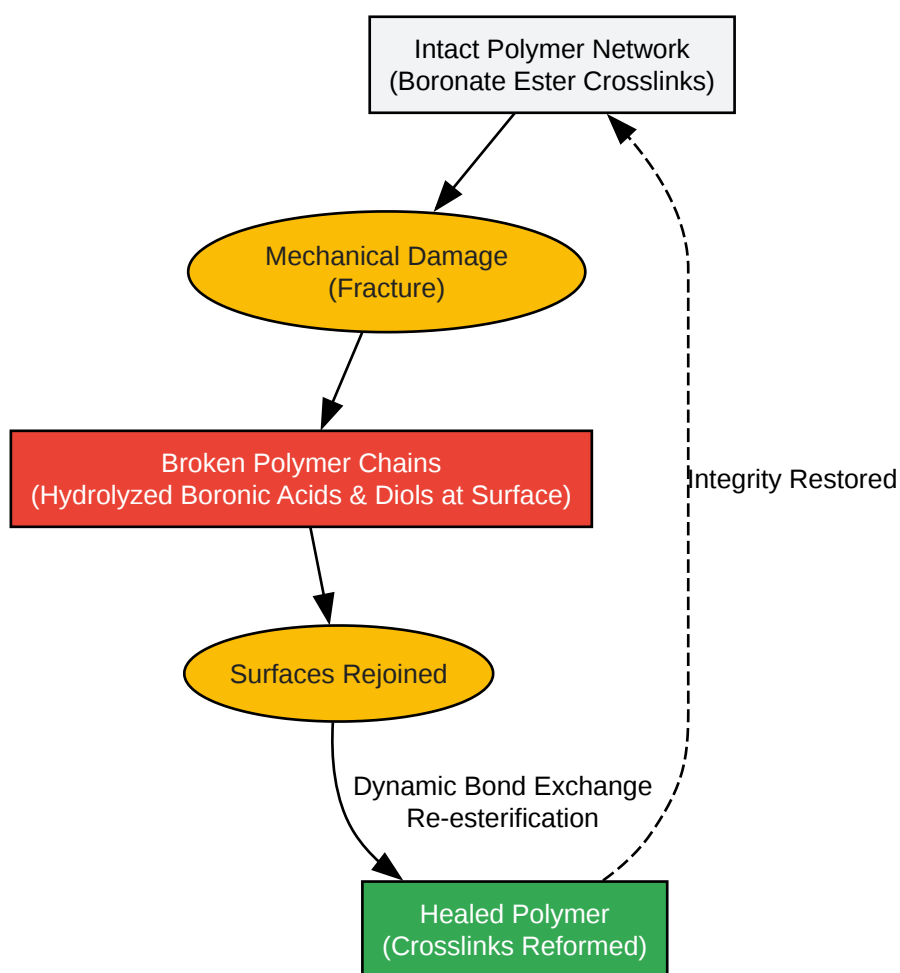 Intact Polymer Network
(Boronate Ester Crosslinks)
Mechanical Damage
(Fracture)
Broken Polymer Chains
(Hydrolyzed Boronic Acids & Diols at Surface)
Integrity Restored
Surfaces Rejoined
Dynamic Bond Exchange
Re-esterification
Healed Polymer
(Crosslinks Reformed)